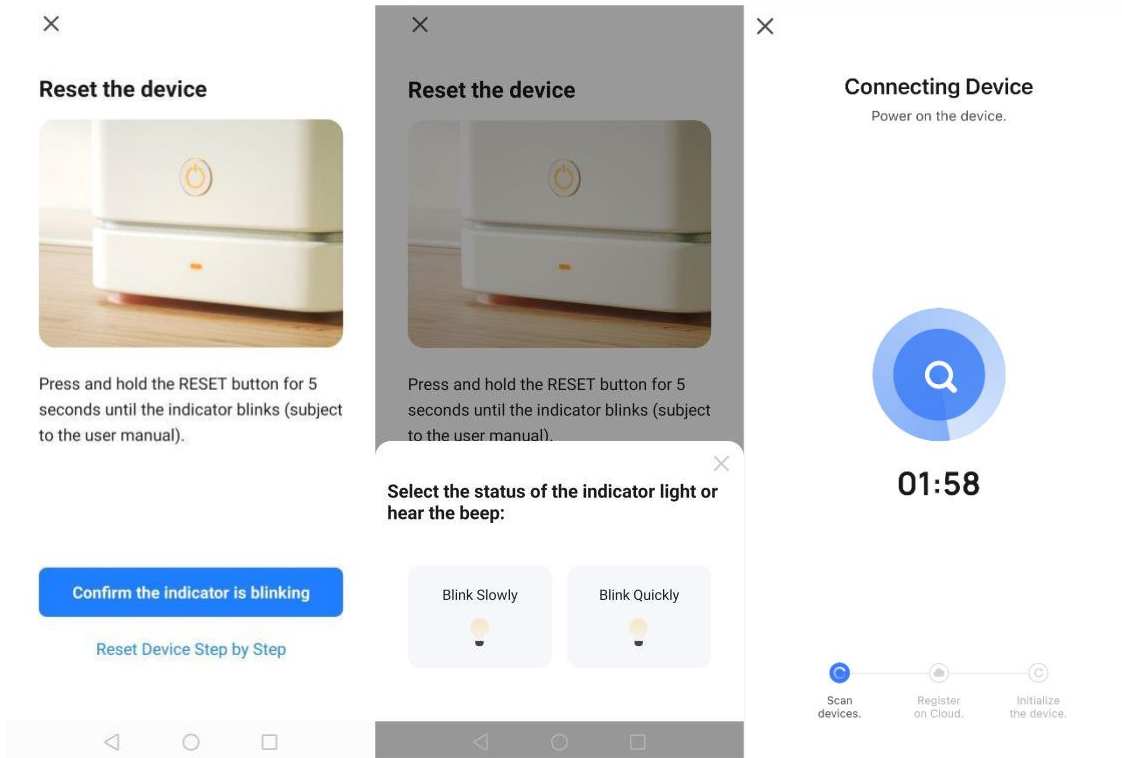 Reset the device
Press and hold the RESET button for 5
seconds until the indicator blinks (subject
to the user manual).
Confirm the indicator is blinking
Reset Device Step by Step
Reset the device
Press and hold the RESET button for 5
seconds until the indicator blinks (subject
to the user manual).
Select the status of the indicator light or
hear the beep:
Blink Slowly
Blink Quickly
Connecting Device
Power on the device.
01:58
Scan
devices.
Register
on Cloud.
Initialize
the device.